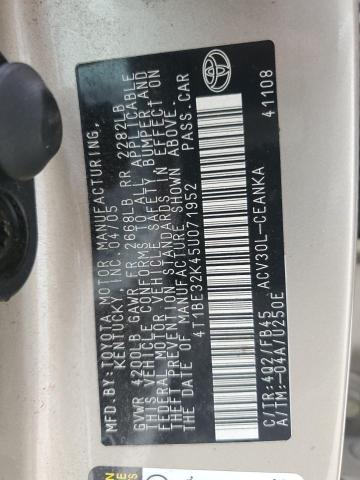 MFD.BY:TOYOTA MOTOR MANUFACTURING,
KENTUCKY, INC.04/05
GVWR 4200LB GAWR FR 2698LB RR 2282LB
THIS VEHICLE CONFORMS TO ALL APPLICABLE
FEDERAL MOTOR VEHICLE SAFETY BUMPER,AND
THEFT PREVENTION STANDARDS IN EFFECT ON
THE DATE OF MANUFACTURE SHOWN ABOVE.
4T1BE32K45U071952 PASS.CAR
ACV30L-CEANKA 41108
C/TR:4Q2/FB45
A/TM:-04A/U250E